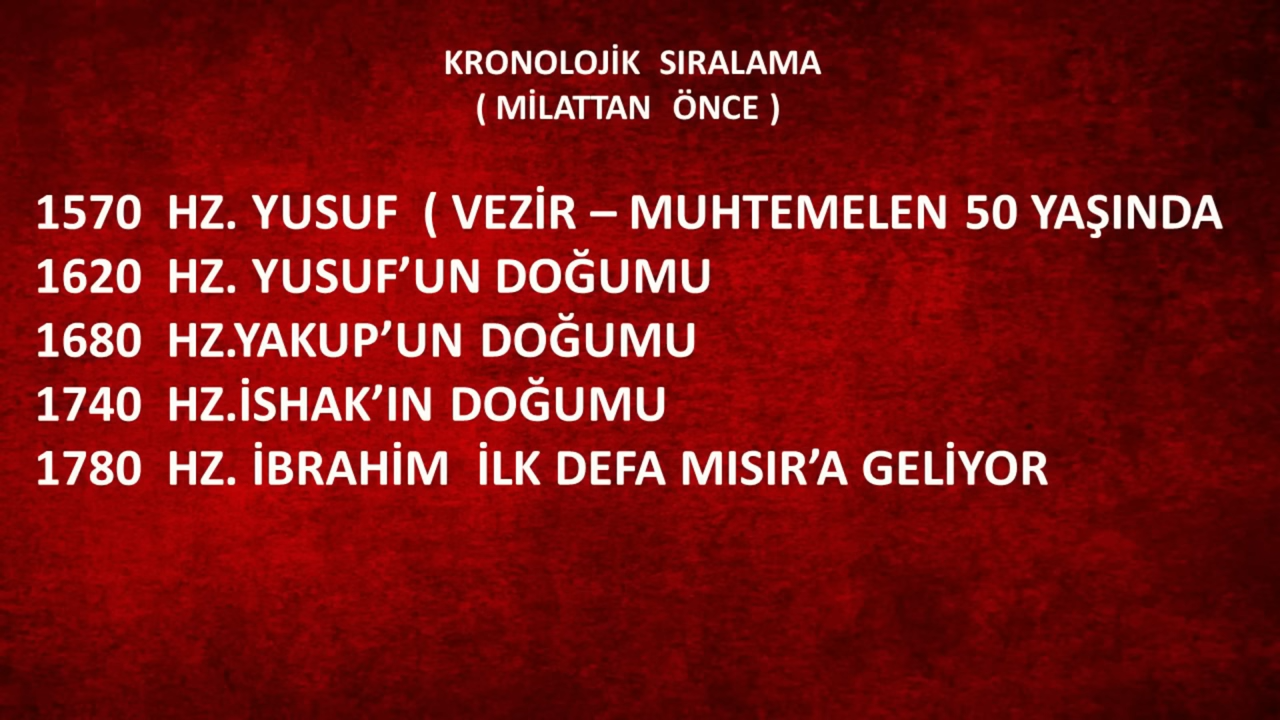 KRONOLOJİK SIRALAMA
( MİLATTAN ÖNCE )
1570 HZ. YUSUF ( VEZİR – MUHTEMELEN 50 YAŞINDA
1620 HZ. YUSUF’UN DOĞUMU
1680 HZ.YAKUP’UN DOĞUMU
1740 HZ.İSHAK’IN DOĞUMU
1780 HZ. İBRAHİM İLK DEFA MISIR’A GELİYOR